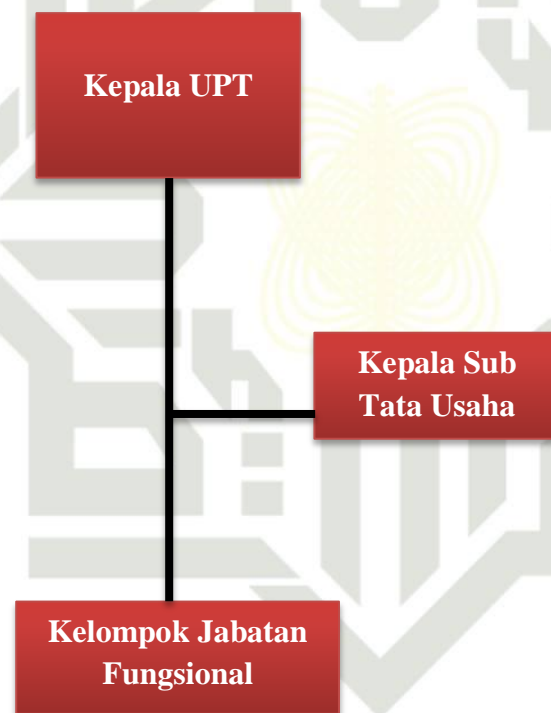 Kepala UPT
Kepala Sub
Tata Usaha
Kelompok Jabatan
Fungsional